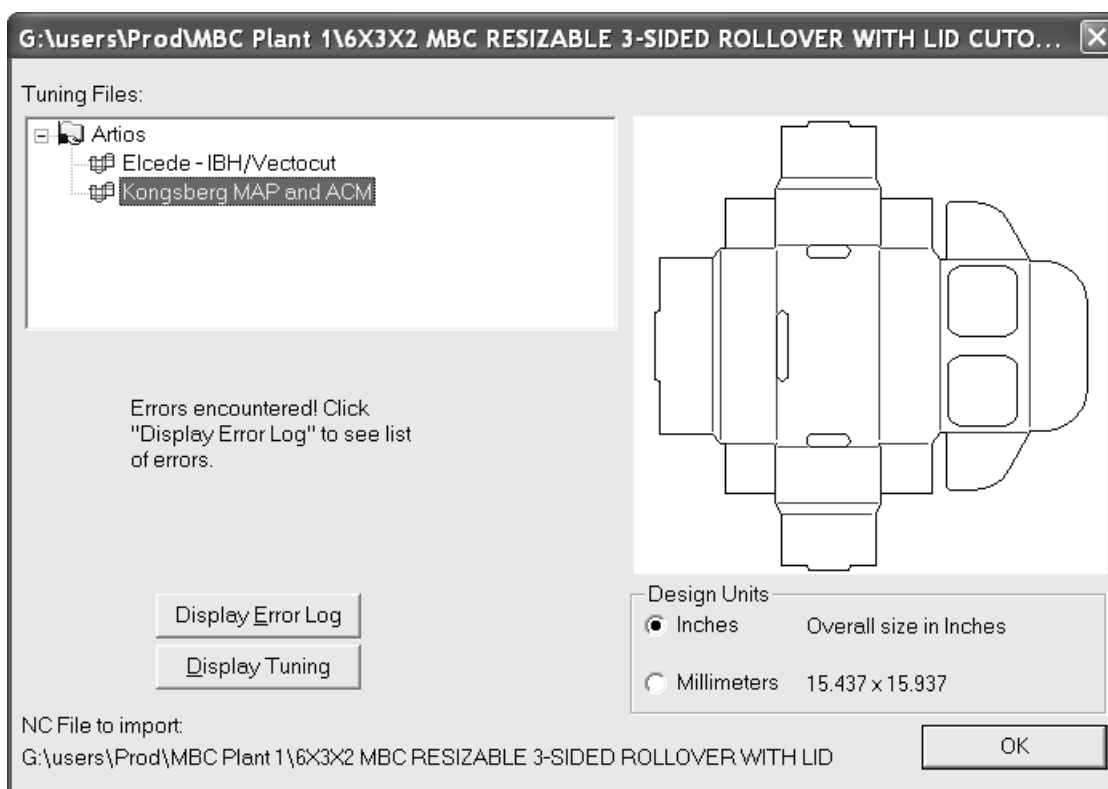 G:\users\Prod\MBC Plant 1\6X3X2 MBC RESIZABLE 3-SIDED ROLLOVER WITH LID CUTO...
Tuning Files:
Artios
Elcede - IBH/Vectocut
Kongsberg MAP and ACM
Errors encountered! Click
"Display Error Log" to see list
of errors.
Display Error Log
Display Tuning
Design Units
Inches Overall size in Inches
Millimeters 15.437 x 15.937
NC File to import:
G:\users\Prod\MBC Plant 1\6X3X2 MBC RESIZABLE 3-SIDED ROLLOVER WITH LID
OK